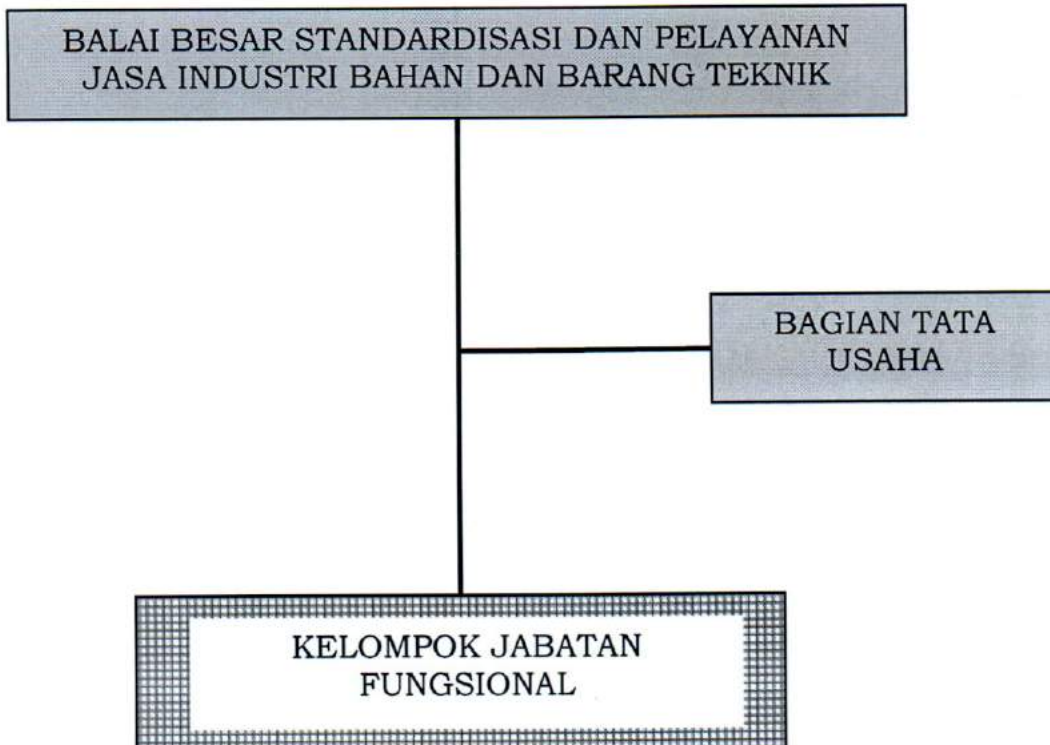 BALAI BESAR STANDARDISASI DAN PELAYANAN
JASA INDUSTRI BAHAN DAN BARANG TEKNIK
BAGIAN TATA
USAHA
KELOMPOK JABATAN
FUNGSIONAL